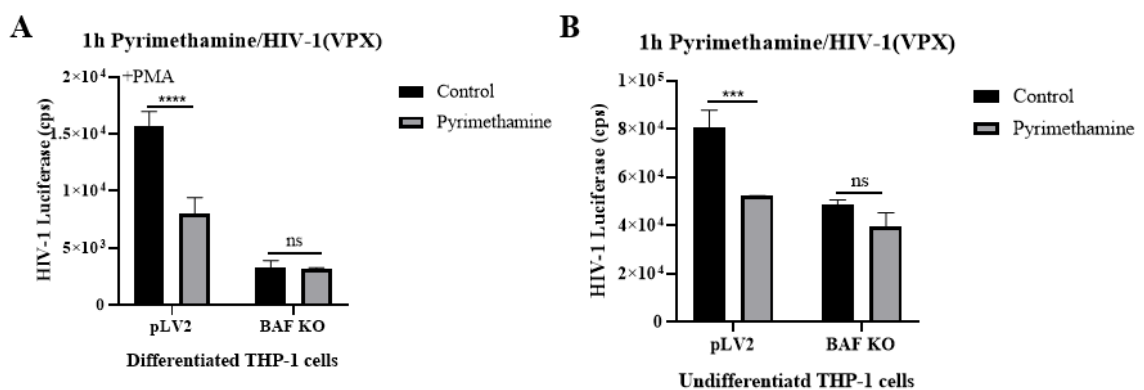 A
1h Pyrimethamine/HIV-1(VPX)
+PMA
HIV-1 Luciferase (cps)
2×10⁴
1.5×10⁴
1×10⁴
5×10³
0
****
ns
Control
Pyrimethamine
pLV2 BAF KO
Differentiated THP-1 cells
B
1h Pyrimethamine/HIV-1(VPX)
HIV-1 Luciferase (cps)
1×10⁵
8×10⁴
6×10⁴
4×10⁴
2×10⁴
0
***
ns
Control
Pyrimethamine
pLV2 BAF KO
Undifferentiatd THP-1 cells